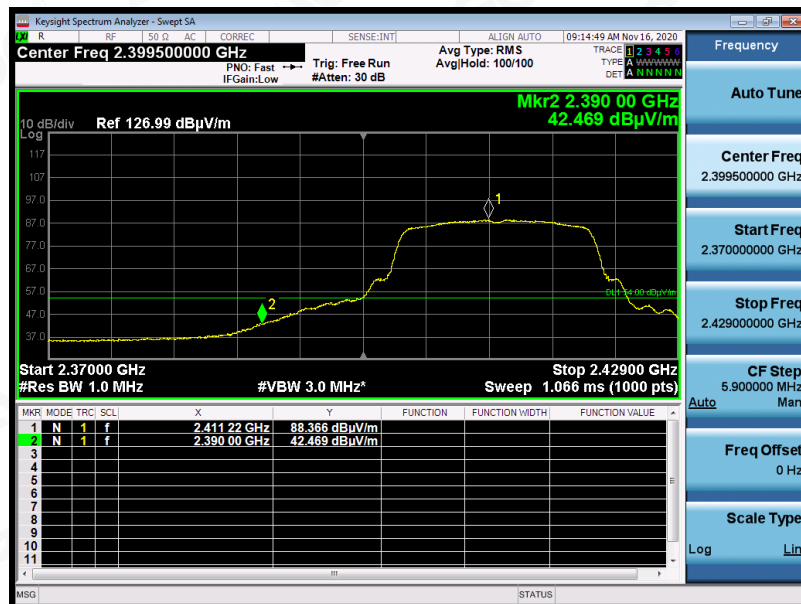 Keysight Spectrum Analyzer - Swept SA
LXI R RF 50 Ω AC CORREC SENSE:INT ALIGN AUTO 09:14:49 AM Nov 16, 2020
Center Freq 2.399500000 GHz
PNO: Fast
IFGain:Low
Trig: Free Run
#Atten: 30 dB
Avg Type: RMS
Avg|Hold: 100/100
TRACE 1 2 3 4 5 6
TYPE A WWWWW
DET A N N N N N
Mkr2 2.390 00 GHz
42.469 dBµV/m
10 dB/div Ref 126.99 dBµV/m
Log
117
107
97.0
87.0
77.0
67.0
57.0
47.0
37.0
1
2
DL1 54.00 dBµV/m
Start 2.37000 GHz Stop 2.42900 GHz
#Res BW 1.0 MHz #VBW 3.0 MHz* Sweep 1.066 ms (1000 pts)
MKR MODE TRC SCL X Y FUNCTION FUNCTION WIDTH FUNCTION VALUE
1 N 1 f 2.411 22 GHz 88.366 dBµV/m
2 N 1 f 2.390 00 GHz 42.469 dBµV/m
3
4
5
6
7
8
9
10
11
MSG STATUS
Frequency
Auto Tune
Center Freq
2.399500000 GHz
Start Freq
2.370000000 GHz
Stop Freq
2.429000000 GHz
CF Step
5.900000 MHz
Auto Man
Freq Offset
0 Hz
Scale Type
Log Lin